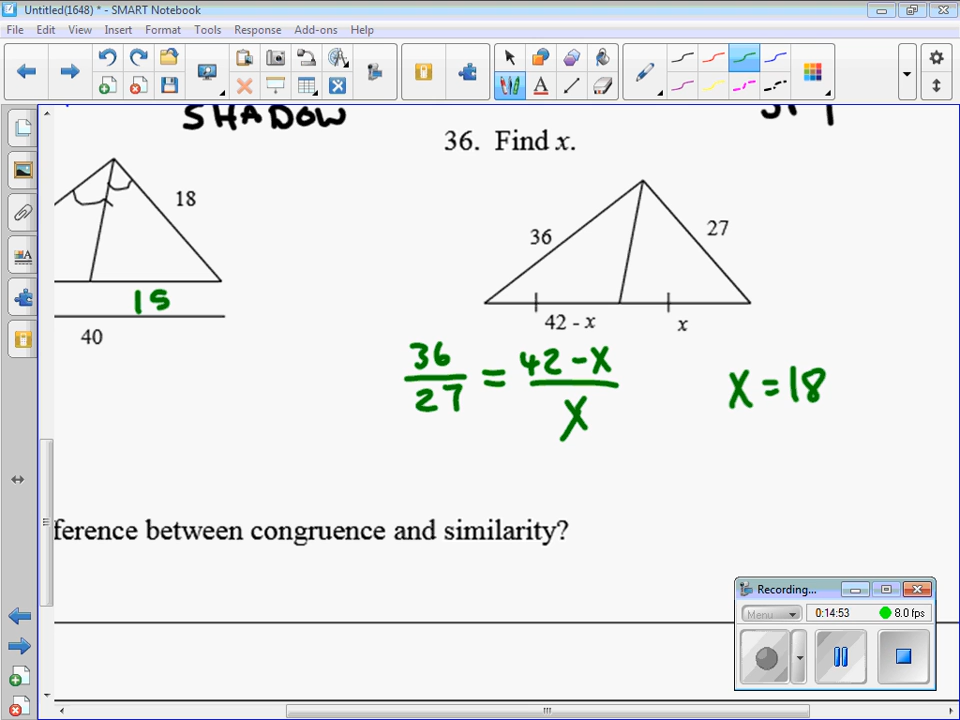 Untitled(1648) * - SMART Notebook
File Edit View Insert Format Tools Response Add-ons Help
SHADOW
36. Find x.
18
15
40
36
27
42 - x
x
36/27 = 42-X/X
X = 18
ference between congruence and similarity?
Recording...
Menu
0:14:53
8.0 fps